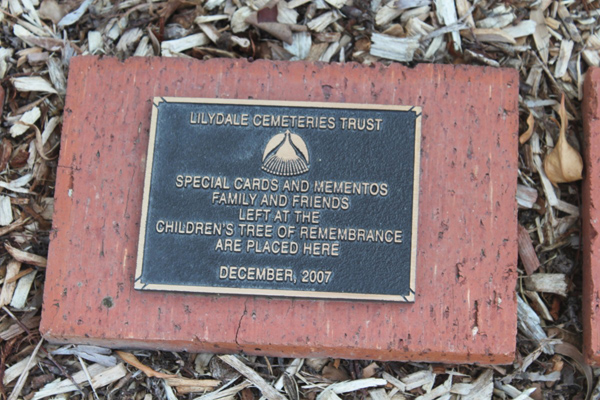 LILYDALE CEMETERIES TRUST
SPECIAL CARDS AND MEMENTOS
FAMILY AND FRIENDS
LEFT AT THE
CHILDREN'S TREE OF REMEMBRANCE
ARE PLACED HERE
DECEMBER, 2007